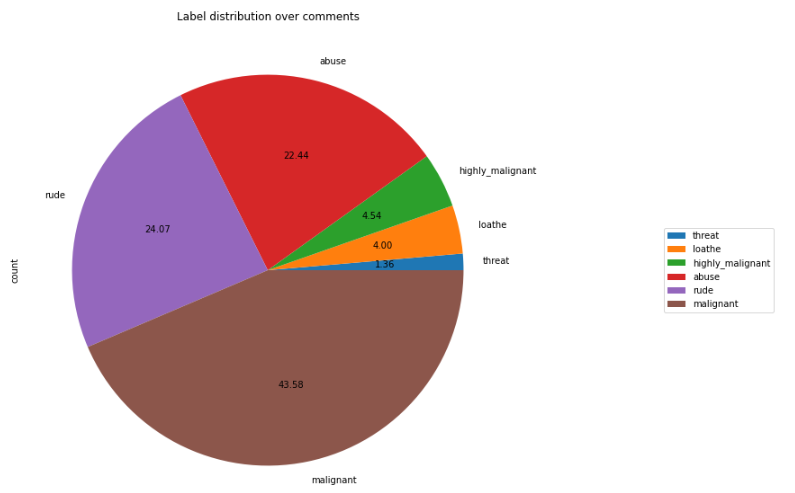 Label distribution over comments
abuse
22.44
highly_malignant
rude
4.54
24.07
loathe
4.00
threat
1.36
count
43.58
malignant
threat
loathe
highly_malignant
abuse
rude
malignant